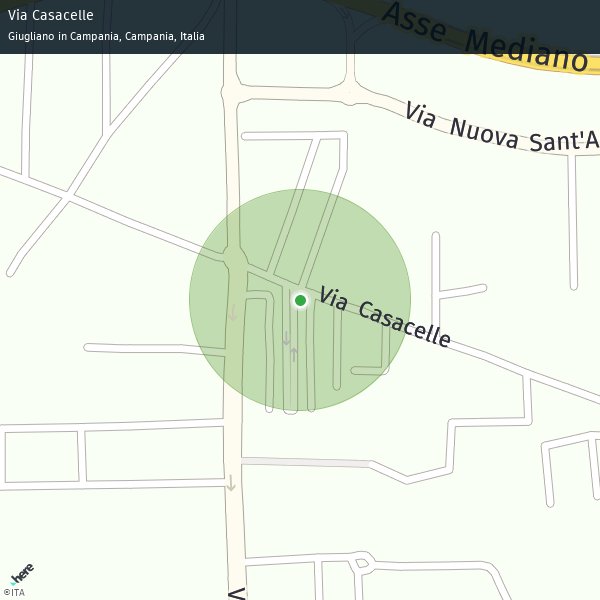 Via Casacelle
Giugliano in Campania, Campania, Italia
Asse Mediano
Via Nuova Sant'A
Via Casacelle
V
here
©ITA